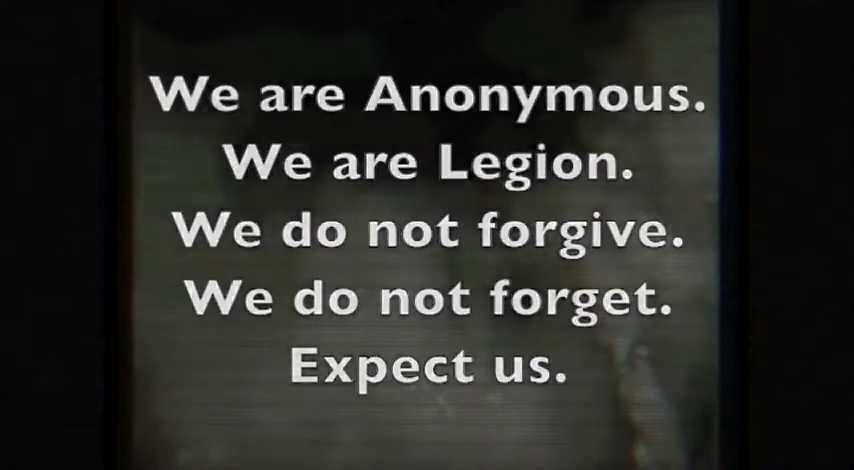 We are Anonymous.
We are Legion.
We do not forgive.
We do not forget.
Expect us.